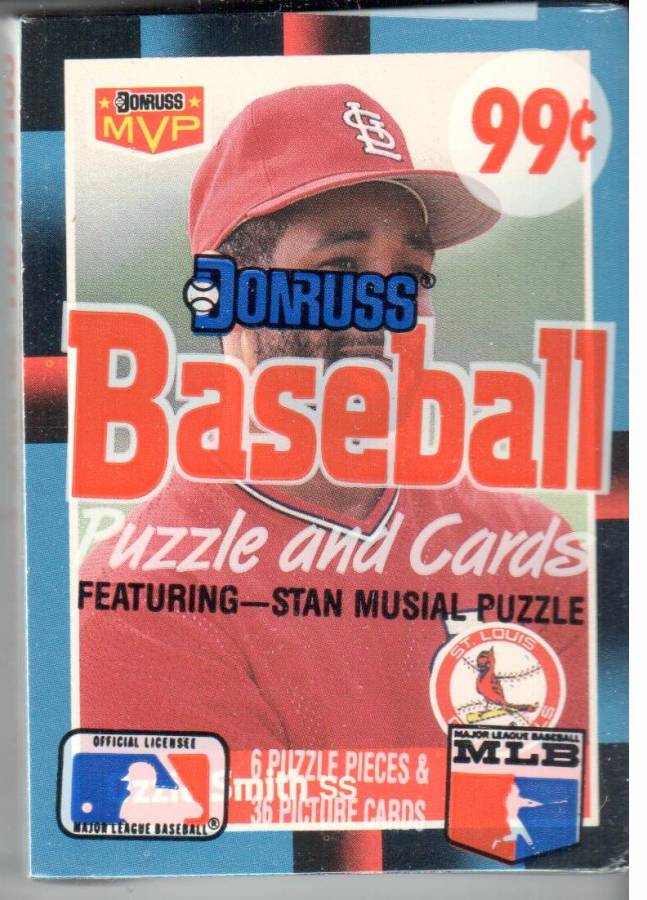 DONRUSS
MVP
99¢
STL
DONRUSS®
Baseball
Puzzle and Cards
FEATURING—STAN MUSIAL PUZZLE
ST. LOUIS
OFFICIAL LICENSEE
MAJOR LEAGUE BASEBALL®
6 PUZZLE PIECES &
36 PICTURE CARDS
Smith SS
MAJOR LEAGUE BASEBALL
MLB